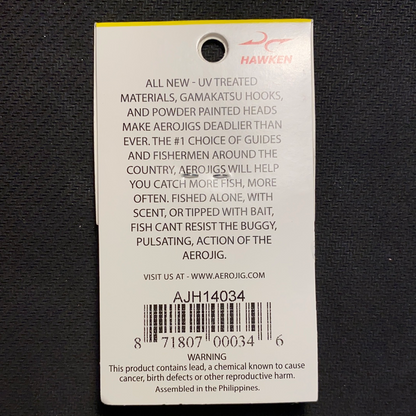 HAWKEN
ALL NEW - UV TREATED
MATERIALS, GAMAKATSU HOOKS,
AND POWDER PAINTED HEADS
MAKE AEROJIGS DEADLIER THAN
EVER. THE #1 CHOICE OF GUIDES
AND FISHERMEN AROUND THE
COUNTRY, AEROJIGS WILL HELP
YOU CATCH MORE FISH, MORE
OFTEN. FISHED ALONE, WITH
SCENT, OR TIPPED WITH BAIT,
FISH CANT RESIST THE BUGGY,
PULSATING, ACTION OF THE
AEROJIG.
VISIT US AT - WWW.AEROJIG.COM
AJH14034
8 71807 00034 6
WARNING
This product contains lead, a chemical known to cause
cancer, birth defects or other reproductive harm.
Assembled in the Philippines.